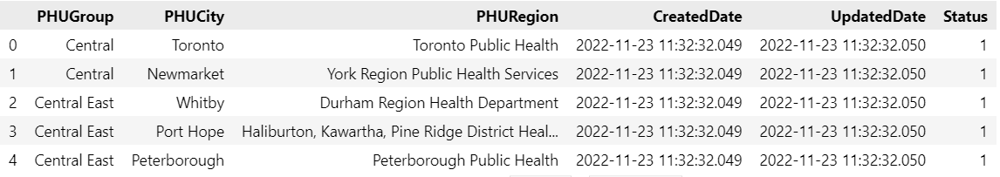 PHUGroup PHUCity PHURegion CreatedDate UpdatedDate Status
0 Central Toronto Toronto Public Health 2022-11-23 11:32:32.049 2022-11-23 11:32:32.050 1
1 Central Newmarket York Region Public Health Services 2022-11-23 11:32:32.049 2022-11-23 11:32:32.050 1
2 Central East Whitby Durham Region Health Department 2022-11-23 11:32:32.049 2022-11-23 11:32:32.050 1
3 Central East Port Hope Haliburton, Kawartha, Pine Ridge District Heal... 2022-11-23 11:32:32.049 2022-11-23 11:32:32.050 1
4 Central East Peterborough Peterborough Public Health 2022-11-23 11:32:32.049 2022-11-23 11:32:32.050 1